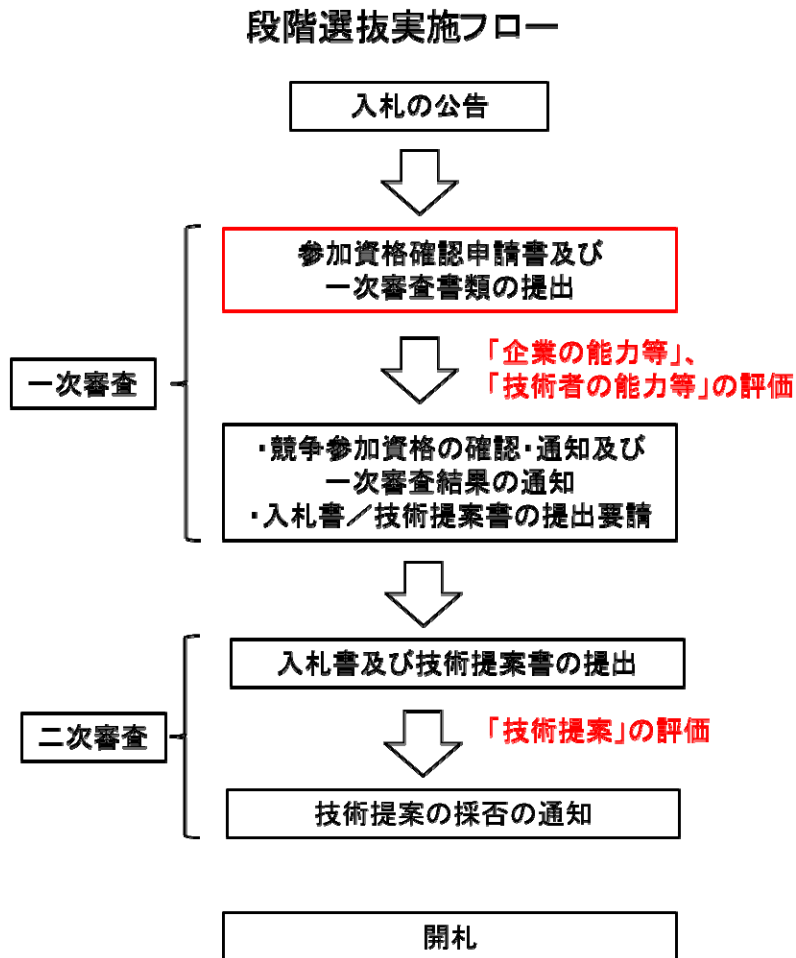 段階選抜実施フロー
入札の公告
参加資格確認申請書及び
一次審査書類の提出
「企業の能力等」、
「技術者の能力等」の評価
一次審査
・競争参加資格の確認・通知及び
一次審査結果の通知
・入札書／技術提案書の提出要請
入札書及び技術提案書の提出
二次審査
「技術提案」の評価
技術提案の採否の通知
開札